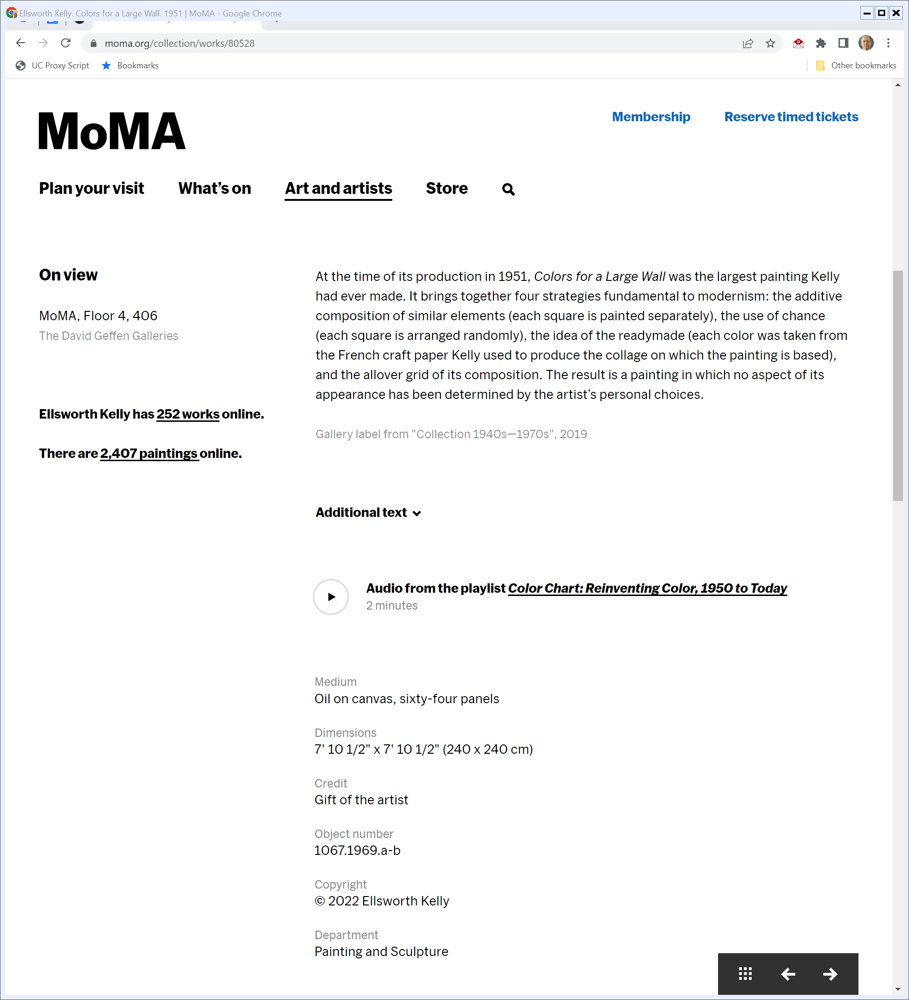 Ellsworth Kelly. Colors for a Large Wall. 1951 | MoMA - Google Chrome
moma.org/collection/works/80528
UC Proxy Script
Bookmarks
Other bookmarks
MoMA
Membership
Reserve timed tickets
Plan your visit
What’s on
Art and artists
Store
On view
MoMA, Floor 4, 406
The David Geffen Galleries
Ellsworth Kelly has 252 works online.
There are 2,407 paintings online.
At the time of its production in 1951, Colors for a Large Wall was the largest painting Kelly
had ever made. It brings together four strategies fundamental to modernism: the additive
composition of similar elements (each square is painted separately), the use of chance
(each square is arranged randomly), the idea of the readymade (each color was taken from
the French craft paper Kelly used to produce the collage on which the painting is based),
and the allover grid of its composition. The result is a painting in which no aspect of its
appearance has been determined by the artist’s personal choices.
Gallery label from "Collection 1940s—1970s", 2019
Additional text
Audio from the playlist Color Chart: Reinventing Color, 1950 to Today
2 minutes
Medium
Oil on canvas, sixty-four panels
Dimensions
7' 10 1/2" x 7' 10 1/2" (240 x 240 cm)
Credit
Gift of the artist
Object number
1067.1969.a-b
Copyright
© 2022 Ellsworth Kelly
Department
Painting and Sculpture